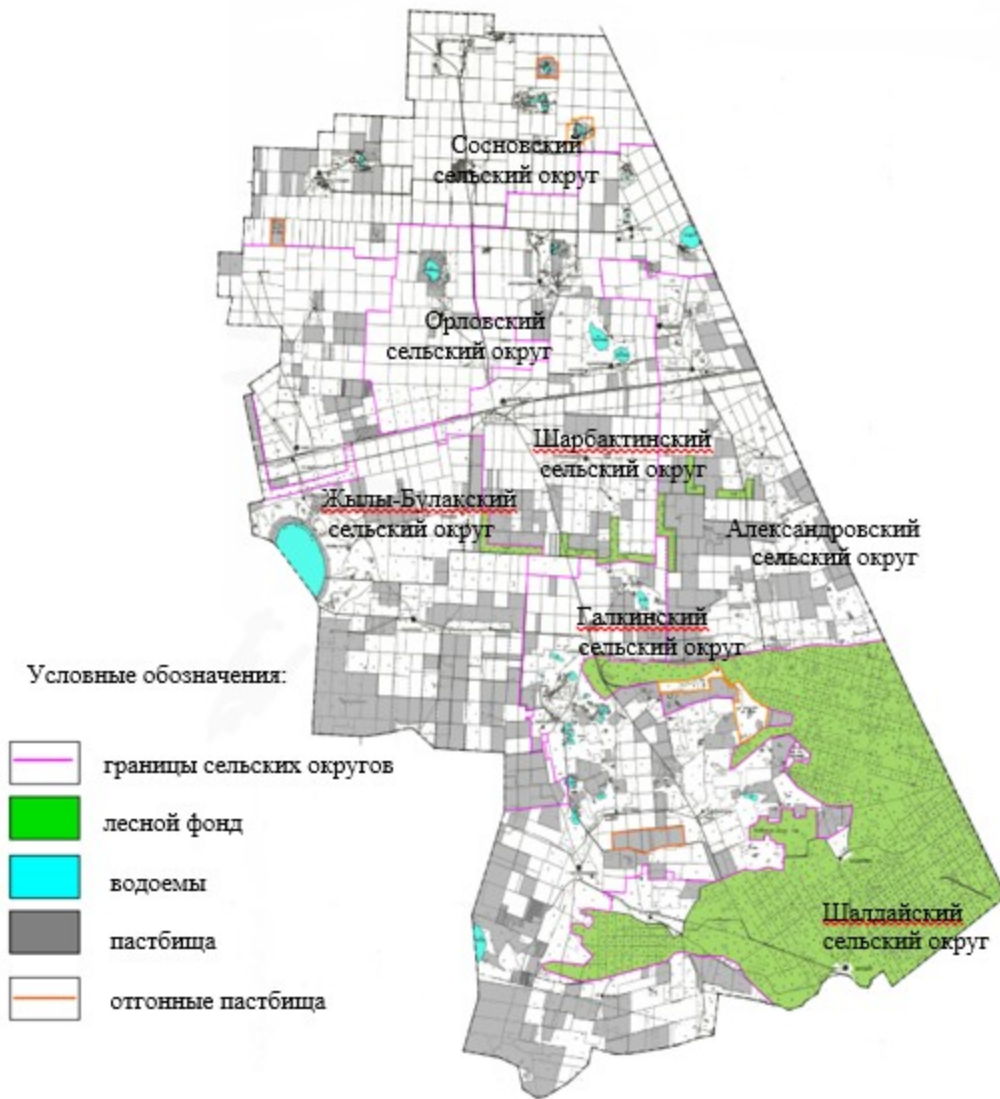 Сосновский
сельский округ
Орловский
сельский округ
Шарбактинский
сельский округ
Жылы-Булакский
сельский округ
Александровский
сельский округ
Галкинский
сельский округ
Условные обозначения:
границы сельских округов
лесной фонд
водоемы
пастбища
отгонные пастбища
Шалдайский
сельский округ